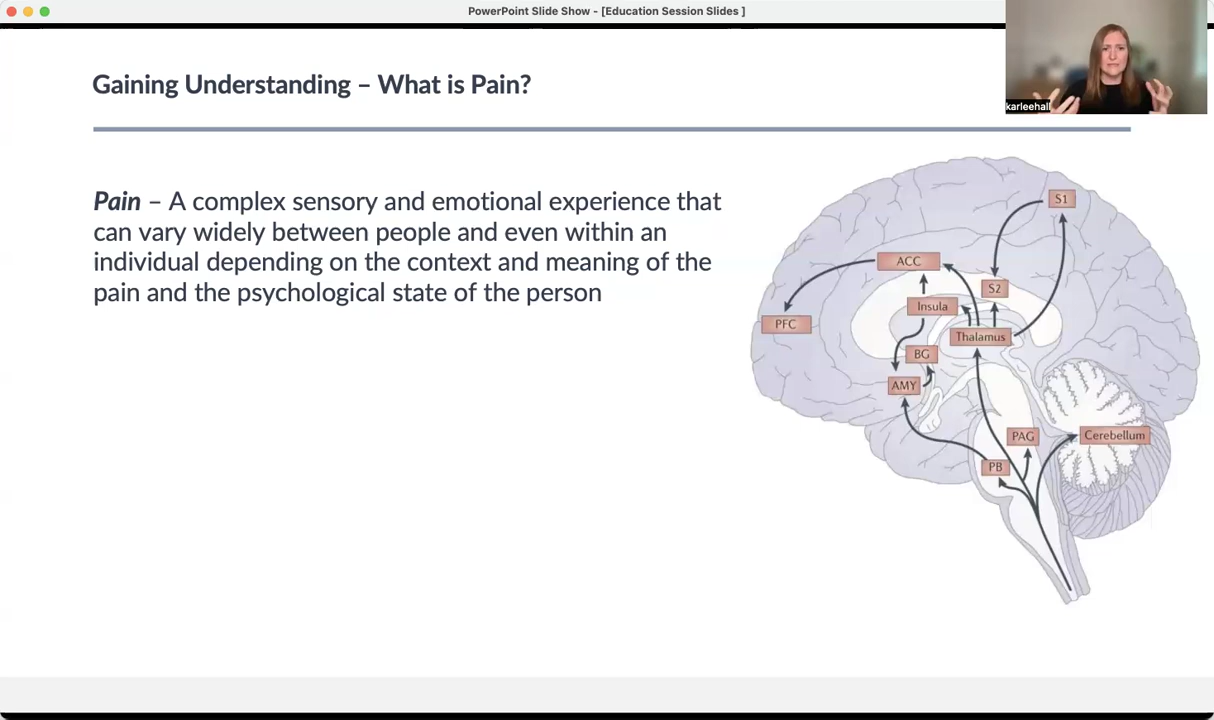 PowerPoint Slide Show - [Education Session Slides ]
karleehall
Gaining Understanding – What is Pain?
Pain – A complex sensory and emotional experience that
can vary widely between people and even within an
individual depending on the context and meaning of the
pain and the psychological state of the person
S1
ACC
S2
Insula
PFC
Thalamus
BG
AMY
PAG
Cerebellum
PB